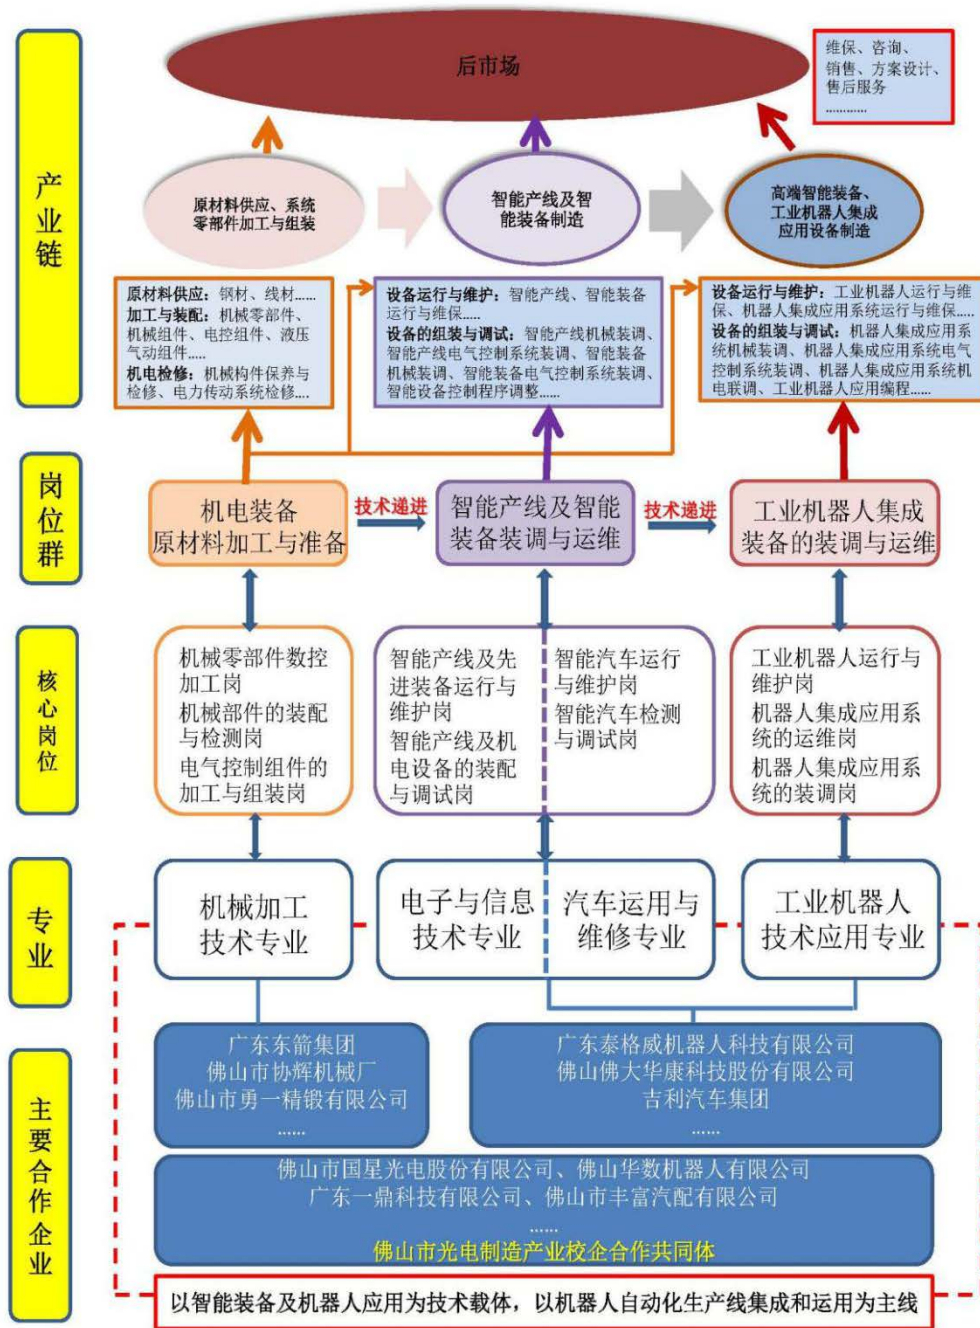 产业链
后市场
维保、咨询、
销售、方案设计、
售后服务
............
原材料供应、系统
零部件加工与组装
智能产线及智
能装备制造
高端智能装备、
工业机器人集成
应用设备制造
原材料供应：钢材、线材......
加工与装配：机械零部件、
机械组件、电控组件、液压
气动组件.....
机电检修：机械构件保养与
检修、电力传动系统检修....
设备运行与维护：智能产线、智能装备
运行与维保.....
设备的组装与调试：智能产线机械装调、
智能产线电气控制系统装调、智能装备
机械装调、智能装备电气控制系统装调、
智能设备控制程序调整......
设备运行与维护：工业机器人运行与维
保、机器人集成应用系统运行与维保.....
设备的组装与调试：机器人集成应用系
统机械装调、机器人集成应用系统电气
控制系统装调、机器人集成应用系统机
电联调、工业机器人应用编程......
岗位群
机电装备
原材料加工与准备
技术递进
智能产线及智能
装备装调与运维
技术递进
工业机器人集成
装备的装调与运维
核心岗位
机械零部件数控
加工岗
机械部件的装配
与检测岗
电气控制组件的
加工与组装岗
智能产线及先
进装备运行与
维护岗
智能产线及机
电设备的装配
与调试岗
智能汽车运行
与维护岗
智能汽车检测
与调试岗
工业机器人运行与
维护岗
机器人集成应用系
统的运维岗
机器人集成应用系
统的装调岗
专业
机械加工
技术专业
电子与信息
技术专业
汽车运用与
维修专业
工业机器人
技术应用专业
主要合作企业
广东东箭集团
佛山市协辉机械厂
佛山市勇一精锻有限公司
......
广东泰格威机器人科技有限公司
佛山佛大华康科技股份有限公司
吉利汽车集团
......
佛山市国星光电股份有限公司、佛山华数机器人有限公司
广东一鼎科技有限公司、佛山市丰富汽配有限公司
......
佛山市光电制造产业校企合作共同体
以智能装备及机器人应用为技术载体，以机器人自动化生产线集成和运用为主线